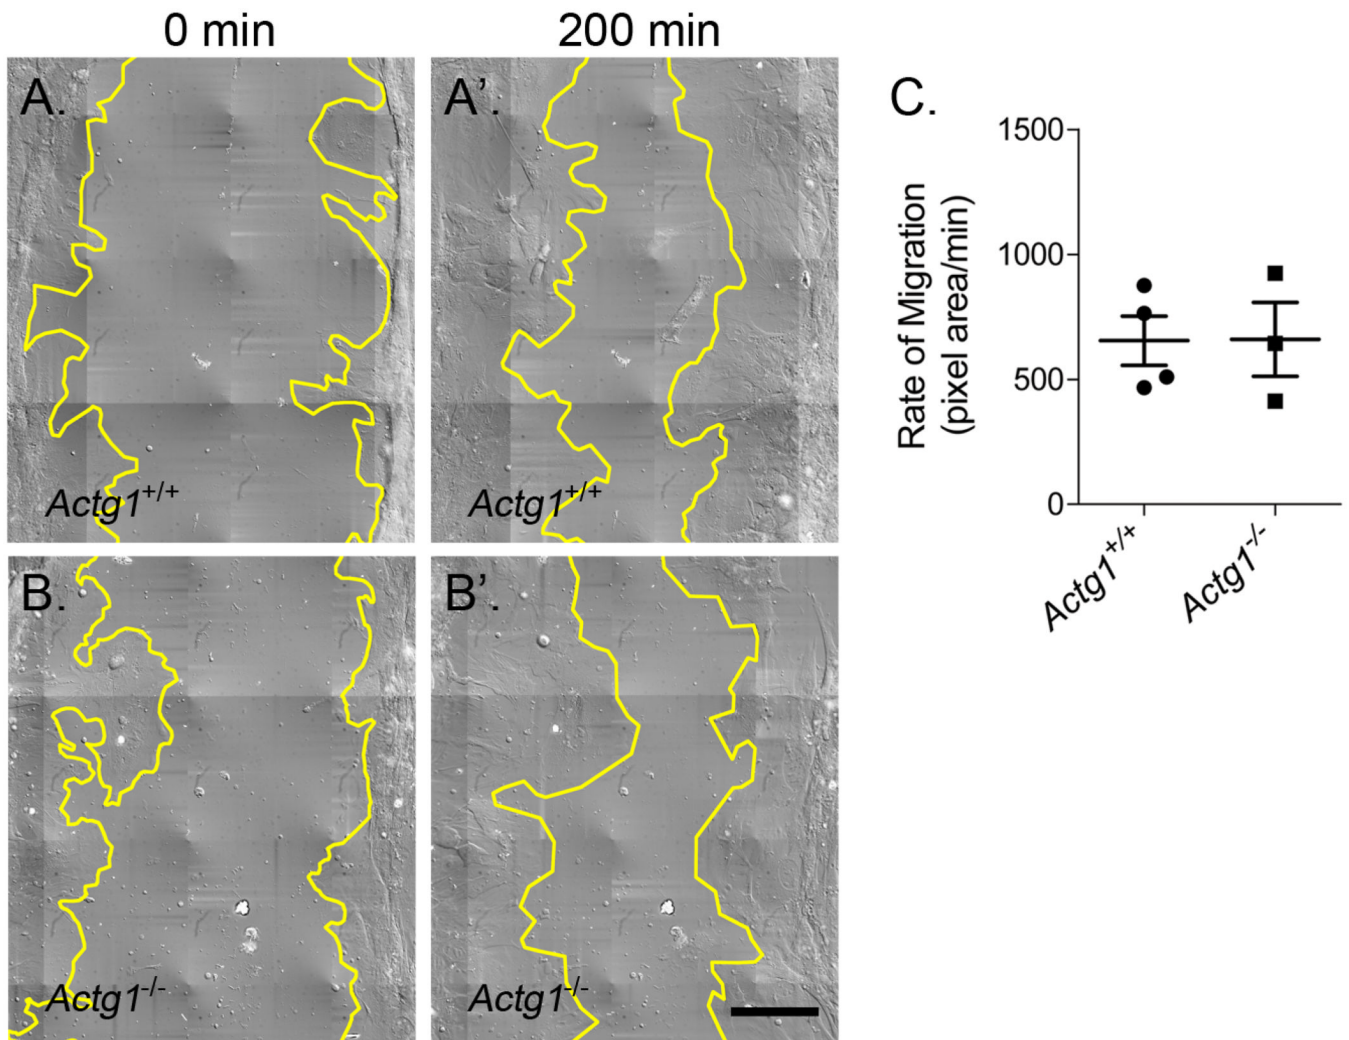 0 min
200 min
A.
A’.
C.
Actg1+/+
Actg1+/+
B.
B’.
Actg1-/-
Actg1-/-
Rate of Migration
(pixel area/min)
1500
1000
500
0
Actg1+/+
Actg1-/-